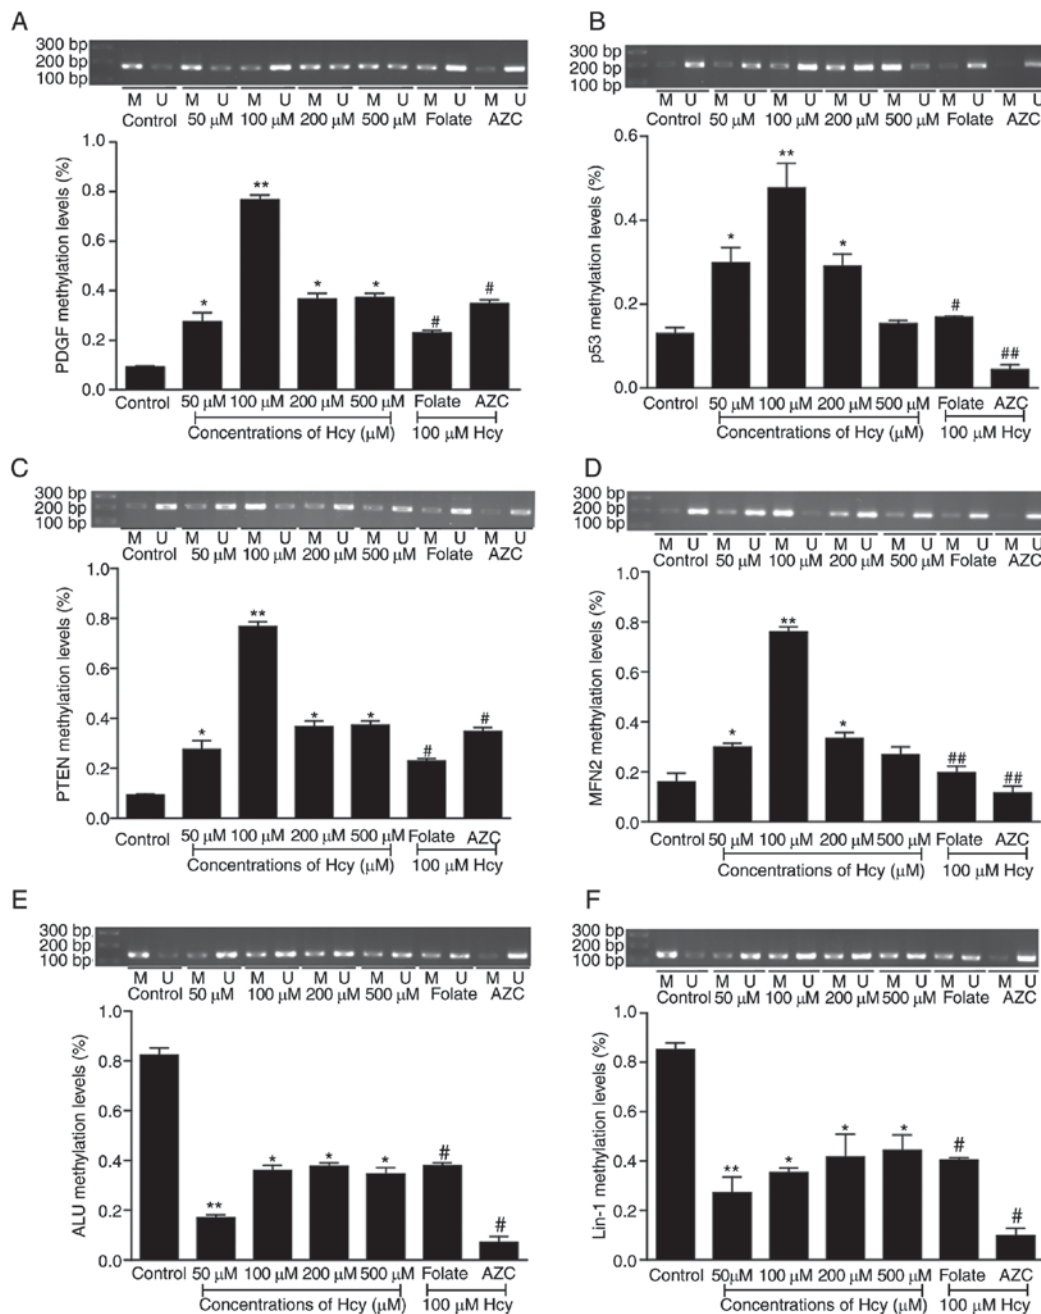 A
300 bp
200 bp
100 bp
M U M U M U M U M U M U M U
Control 50 µM 100 µM 200 µM 500 µM Folate AZC
PDGF methylation levels (%)
1.0
0.8
0.6
0.4
0.2
0.0
* ** * * # #
Control 50 µM 100 µM 200 µM 500 µM Folate AZC
Concentrations of Hcy (µM) 100 µM Hcy
B
300 bp
200 bp
100 bp
M U M U M U M U M U M U M U
Control 50 µM 100 µM 200 µM 500 µM Folate AZC
p53 methylation levels (%)
0.6
0.4
0.2
0.0
* ** * # ##
Control 50 µM 100 µM 200 µM 500 µM Folate AZC
Concentrations of Hcy (µM) 100 µM Hcy
C
300 bp
200 bp
100 bp
M U M U M U M U M U M U M U
Control 50 µM 100 µM 200 µM 500 µM Folate AZC
PTEN methylation levels (%)
1.0
0.8
0.6
0.4
0.2
0.0
* ** * * # #
Control 50 µM 100 µM 200 µM 500 µM Folate AZC
Concentrations of Hcy (µM) 100 µM Hcy
D
300 bp
200 bp
100 bp
M U M U M U M U M U M U M U
Control 50 µM 100 µM 200 µM 500 µM Folate AZC
MFN2 methylation levels (%)
1.0
0.8
0.6
0.4
0.2
0.0
* ** * ## ##
Control 50 µM 100 µM 200 µM 500 µM Folate AZC
Concentrations of Hcy (µM) 100 µM Hcy
E
300 bp
200 bp
100 bp
M U M U M U M U M U M U M U
Control 50 µM 100 µM 200 µM 500 µM Folate AZC
ALU methylation levels (%)
1.0
0.8
0.6
0.4
0.2
0.0
** * * * # #
Control 50 µM 100 µM 200 µM 500 µM Folate AZC
Concentrations of Hcy (µM) 100 µM Hcy
F
300 bp
200 bp
100 bp
M U M U M U M U M U M U M U
Control 50 µM 100 µM 200 µM 500 µM Folate AZC
Lin-1 methylation levels (%)
1.0
0.8
0.6
0.4
0.2
0.0
** * * * # #
Control 50µM 100 µM 200 µM 500 µM Folate AZC
Concentrations of Hcy (µM) 100 µM Hcy